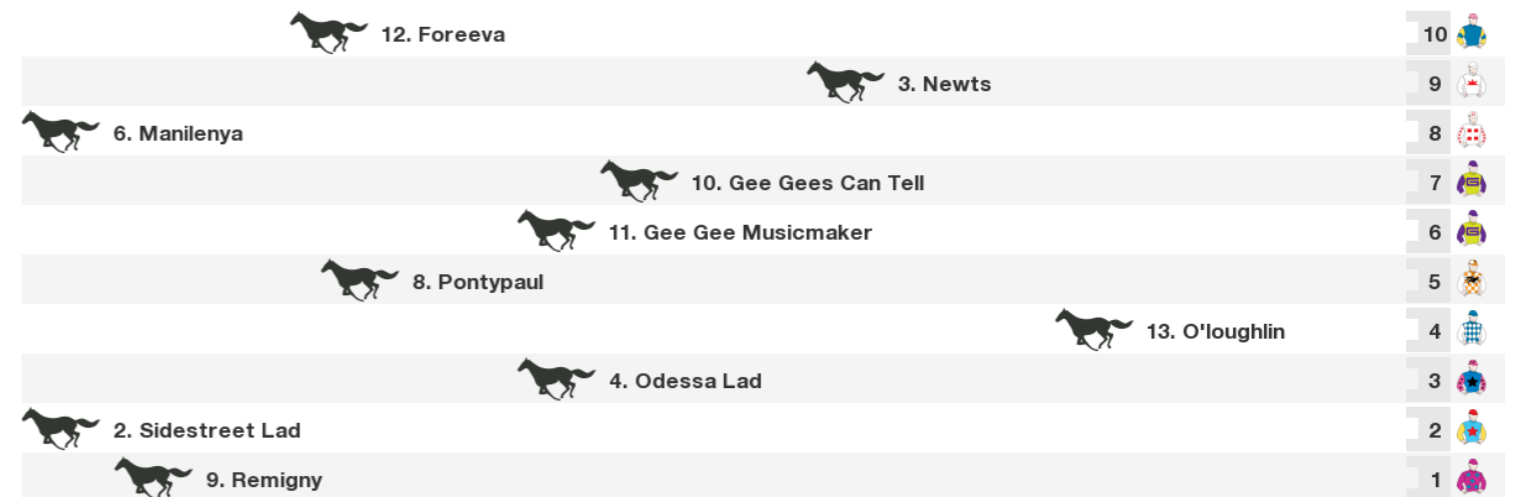 12. Foreeva 10
3. Newts 9
6. Manilenya 8
10. Gee Gees Can Tell 7
11. Gee Gee Musicmaker 6
8. Pontypaul 5
13. O'loughlin 4
4. Odessa Lad 3
2. Sidestreet Lad 2
9. Remigny 1